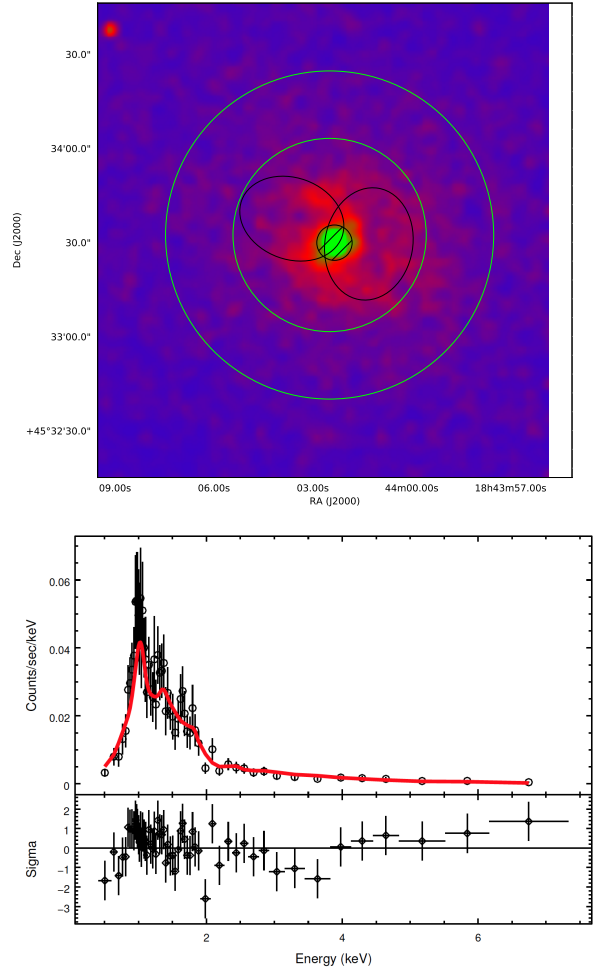 30.0"
34'00.0"
30.0"
33'00.0"
+45°32'30.0"
Dec (J2000)
09.00s 06.00s 03.00s 44m00.00s 18h43m57.00s
RA (J2000)
0.06
0.04
0.02
0
Counts/sec/keV
2
1
0
−1
−2
−3
Sigma
2 4 6
Energy (keV)